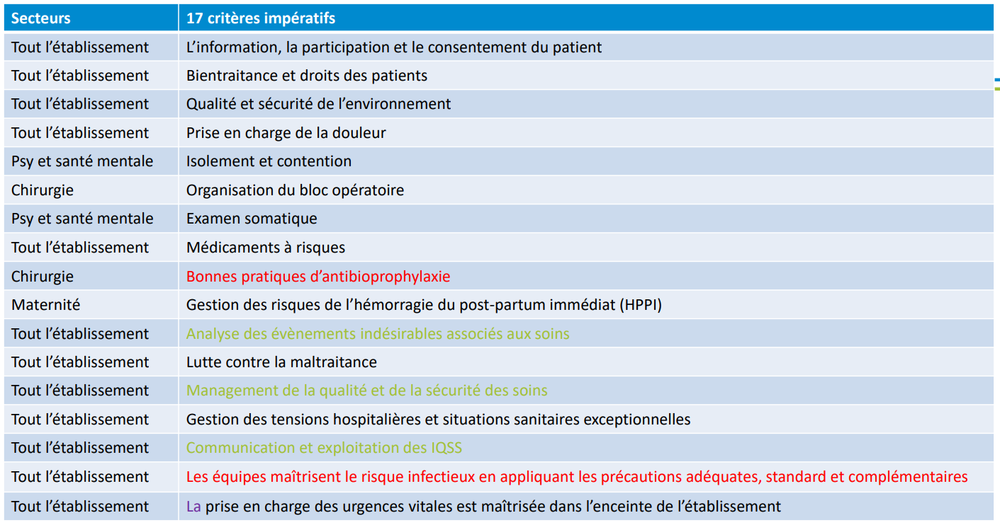 Secteurs 17 critères impératifs
Tout l’établissement L’information, la participation et le consentement du patient
Tout l’établissement Bientraitance et droits des patients
Tout l’établissement Qualité et sécurité de l’environnement
Tout l’établissement Prise en charge de la douleur
Psy et santé mentale Isolement et contention
Chirurgie Organisation du bloc opératoire
Psy et santé mentale Examen somatique
Tout l’établissement Médicaments à risques
Chirurgie Bonnes pratiques d’antibioprophylaxie
Maternité Gestion des risques de l’hémorragie du post-partum immédiat (HPPI)
Tout l’établissement Analyse des évènements indésirables associés aux soins
Tout l’établissement Lutte contre la maltraitance
Tout l’établissement Management de la qualité et de la sécurité des soins
Tout l’établissement Gestion des tensions hospitalières et situations sanitaires exceptionnelles
Tout l’établissement Communication et exploitation des IQSS
Tout l’établissement Les équipes maîtrisent le risque infectieux en appliquant les précautions adéquates, standard et complémentaires
Tout l’établissement La prise en charge des urgences vitales est maîtrisée dans l’enceinte de l’établissement